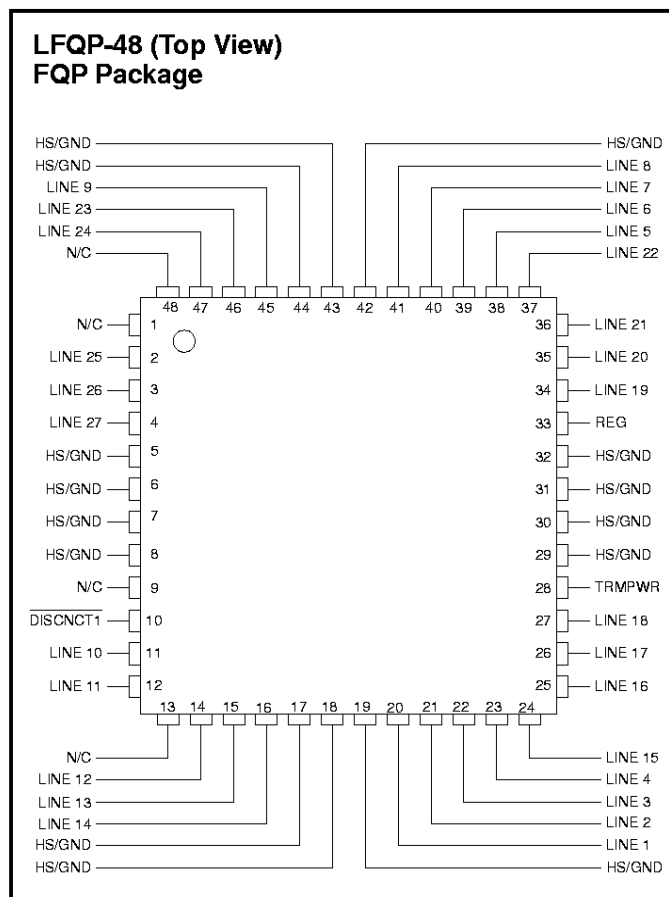 LFQP-48 (Top View)
FQP Package
HS/GND
HS/GND
LINE 9
LINE 23
LINE 24
N/C
HS/GND
LINE 8
LINE 7
LINE 6
LINE 5
LINE 22
48 47 46 45 44 43 42 41 40 39 38 37
N/C 1 36 LINE 21
LINE 25 2 35 LINE 20
LINE 26 3 34 LINE 19
LINE 27 4 33 REG
HS/GND 5 32 HS/GND
HS/GND 6 31 HS/GND
HS/GND 7 30 HS/GND
HS/GND 8 29 HS/GND
N/C 9 28 TRMPWR
DISCNCT1 10 27 LINE 18
LINE 10 11 26 LINE 17
LINE 11 12 25 LINE 16
13 14 15 16 17 18 19 20 21 22 23 24
N/C
LINE 12
LINE 13
LINE 14
HS/GND
HS/GND
LINE 15
LINE 4
LINE 3
LINE 2
LINE 1
HS/GND